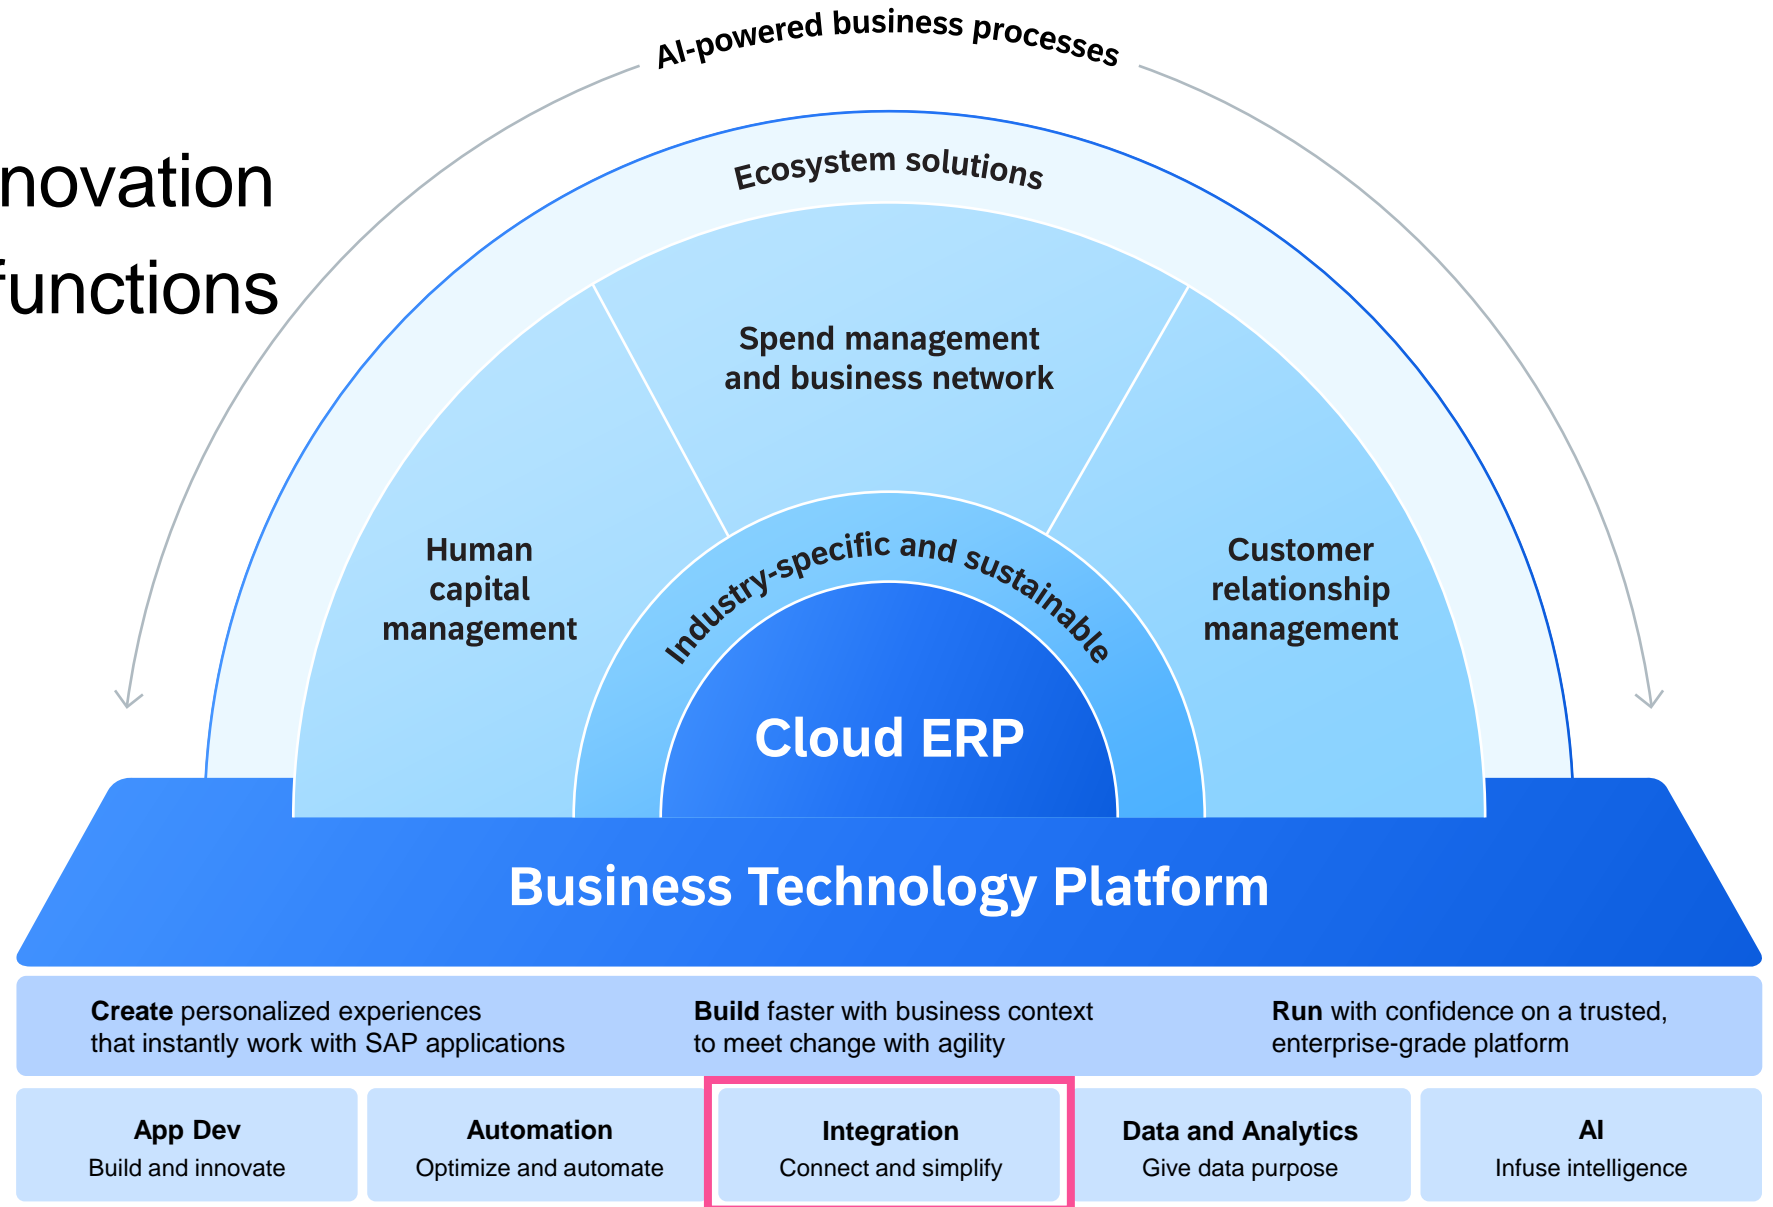 AI-powered business processes
novation
functions
Ecosystem solutions
Spend management
and business network
Human
capital
management
Industry-specific and sustainable
Customer
relationship
management
Cloud ERP
Business Technology Platform
Create personalized experiences
that instantly work with SAP applications
Build faster with business context
to meet change with agility
Run with confidence on a trusted,
enterprise-grade platform
App Dev
Build and innovate
Automation
Optimize and automate
Integration
Connect and simplify
Data and Analytics
Give data purpose
AI
Infuse intelligence